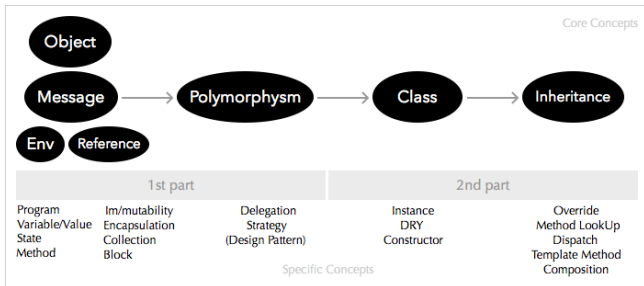 Core Concepts
Object
Message
Polymorphysm
Class
Inheritance
Env
Reference
1st part
2nd part
Program
Variable/Value
State
Method
Im/mutability
Encapsulation
Collection
Block
Delegation
Strategy
(Design Pattern)
Instance
DRY
Constructor
Override
Method LookUp
Dispatch
Template Method
Composition
Specific Concepts